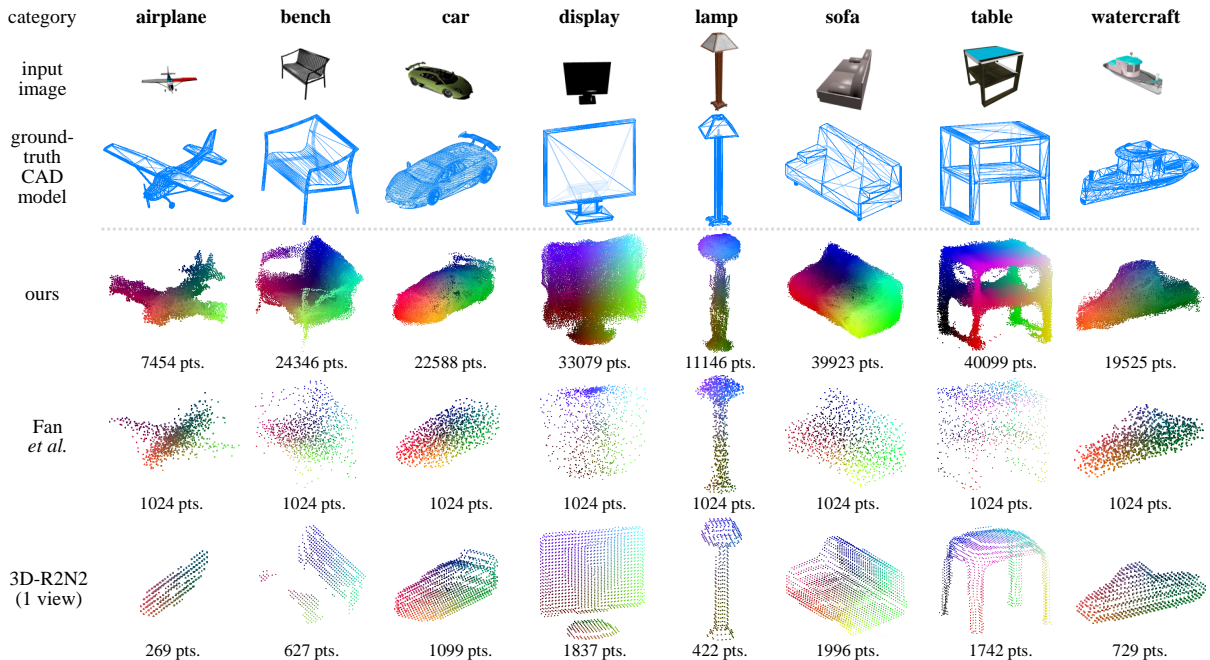 category airplane bench car display lamp sofa table watercraft
input
image
ground-
truth
CAD
model
ours
7454 pts. 24346 pts. 22588 pts. 33079 pts. 11146 pts. 39923 pts. 40099 pts. 19525 pts.
Fan
et al.
1024 pts. 1024 pts. 1024 pts. 1024 pts. 1024 pts. 1024 pts. 1024 pts. 1024 pts.
3D-R2N2
(1 view)
269 pts. 627 pts. 1099 pts. 1837 pts. 422 pts. 1996 pts. 1742 pts. 729 pts.